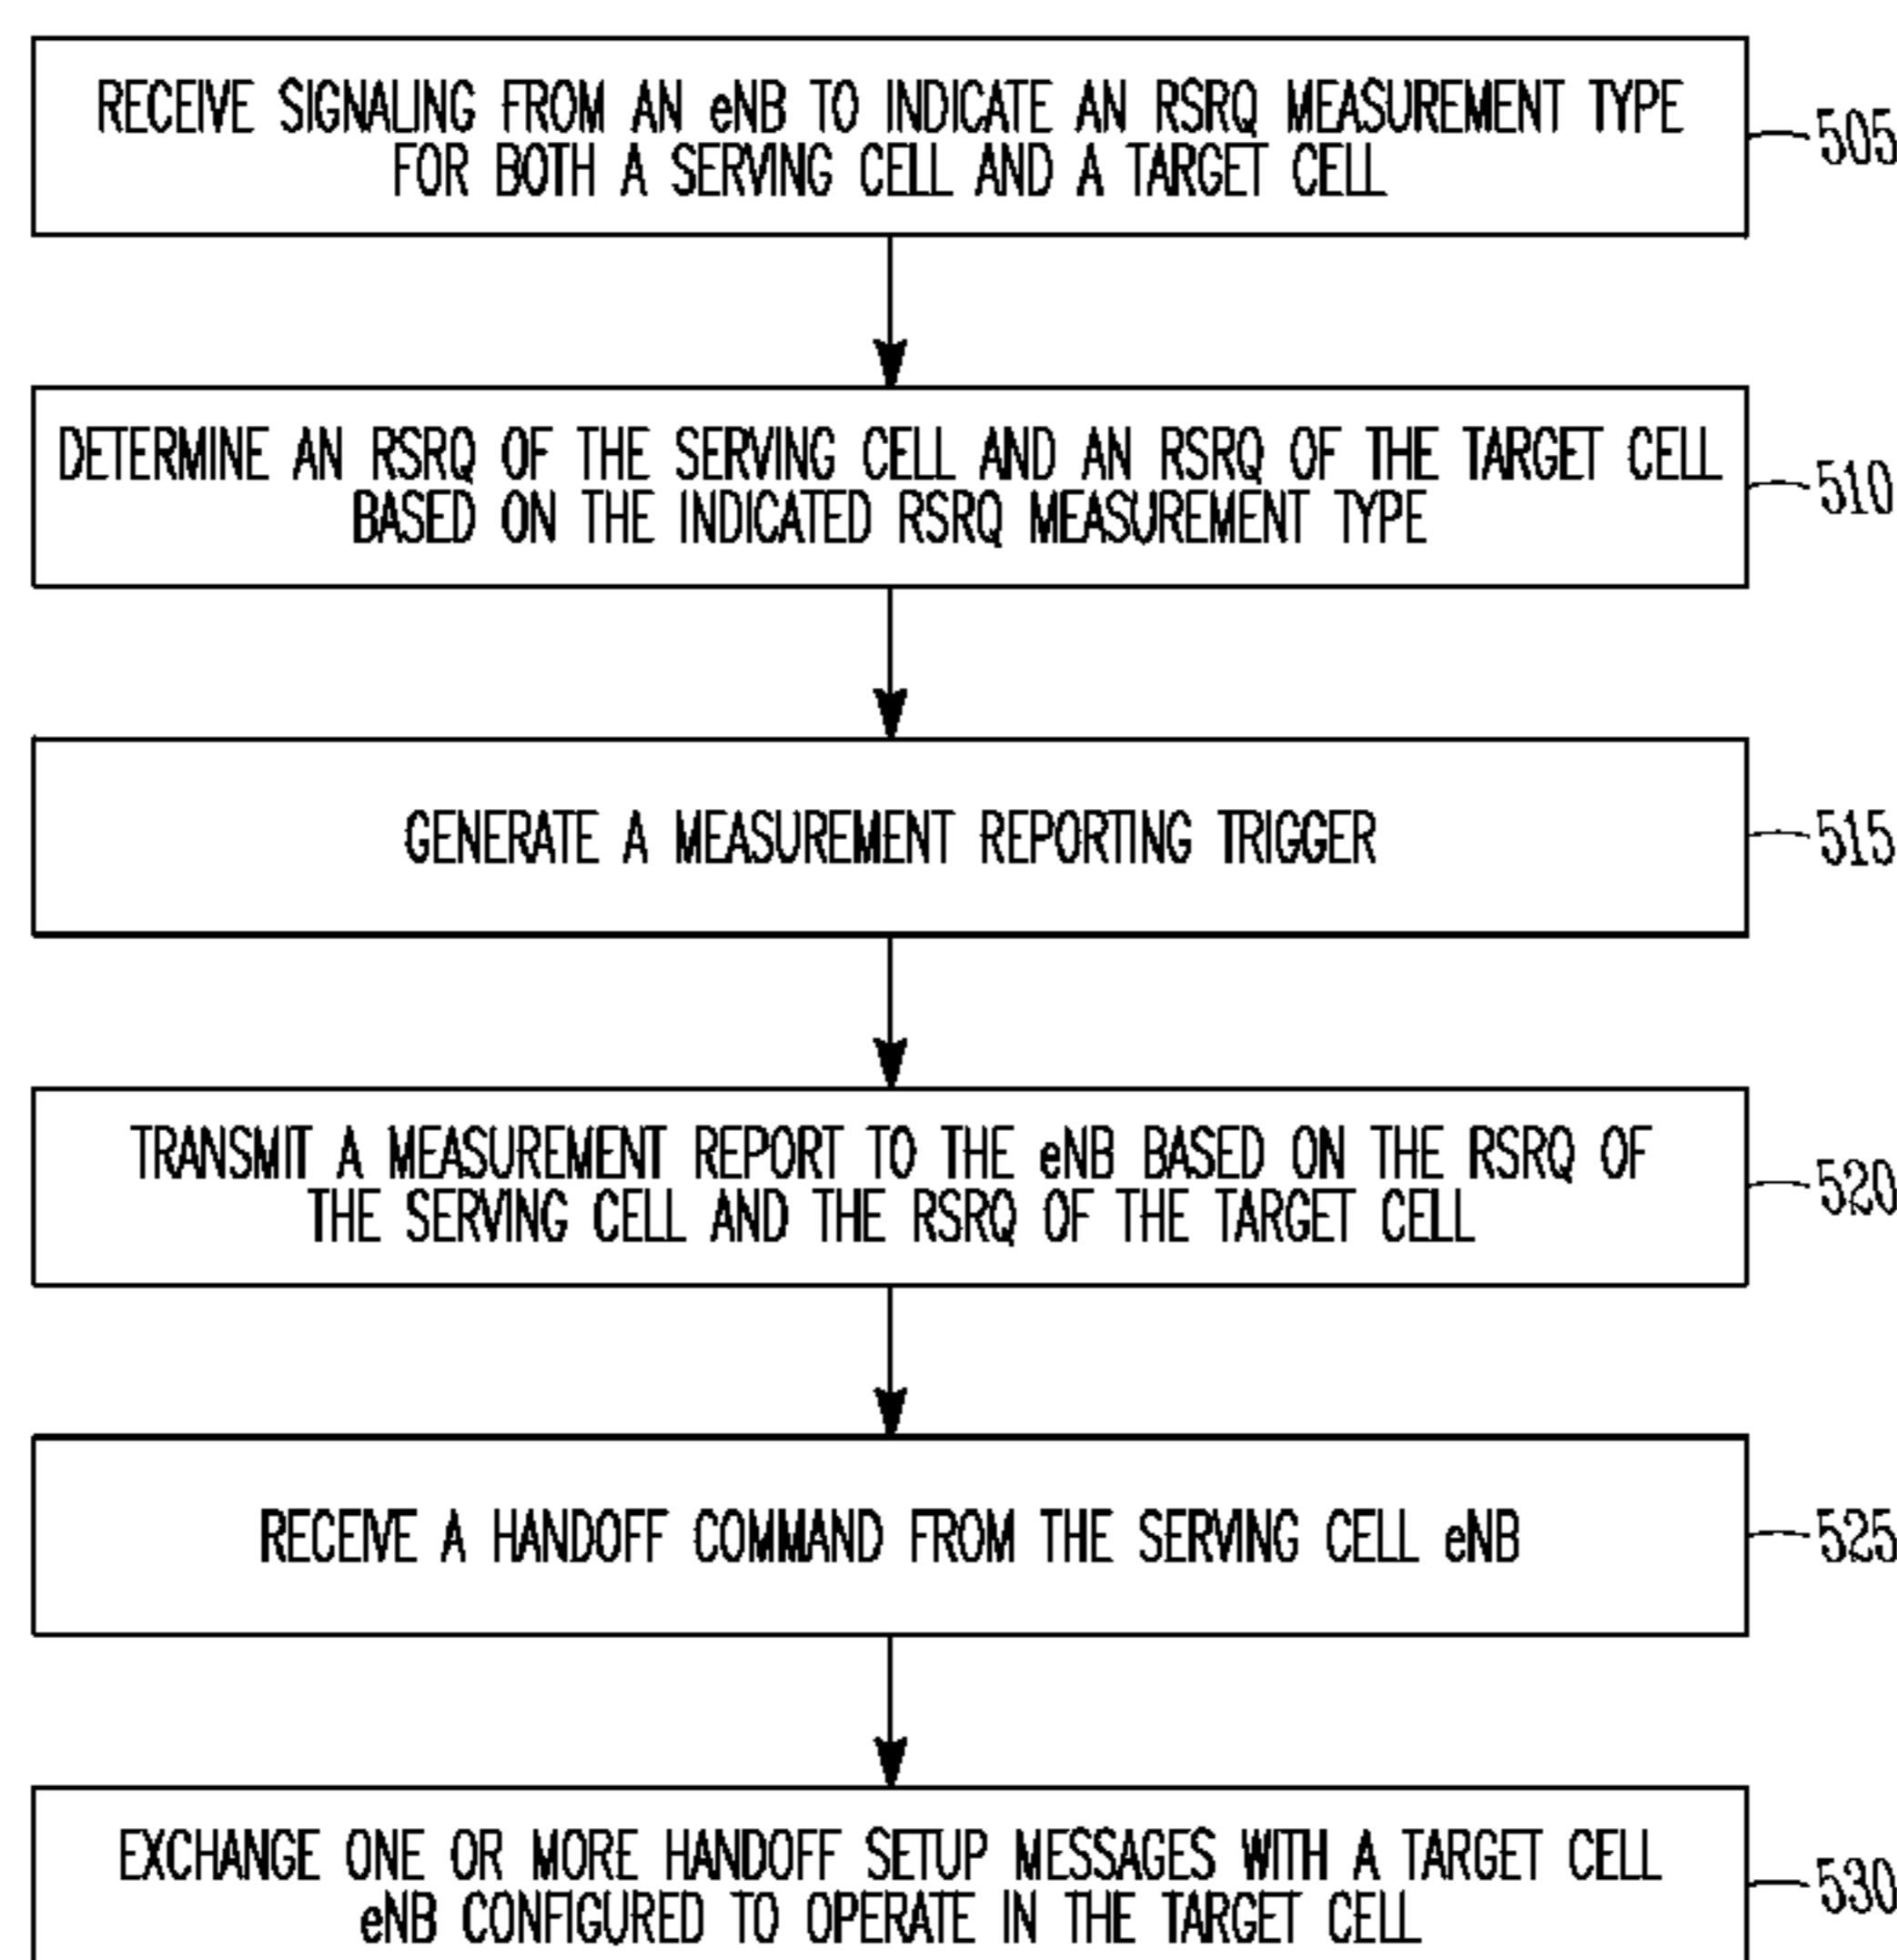 RECEIVE SIGNALING FROM AN eNB TO INDICATE AN RSRQ MEASUREMENT TYPE
FOR BOTH A SERVING CELL AND A TARGET CELL
505
DETERMINE AN RSRQ OF THE SERVING CELL AND AN RSRQ OF THE TARGET CELL
BASED ON THE INDICATED RSRQ MEASUREMENT TYPE
510
GENERATE A MEASUREMENT REPORTING TRIGGER
515
TRANSMIT A MEASUREMENT REPORT TO THE eNB BASED ON THE RSRQ OF
THE SERVING CELL AND THE RSRQ OF THE TARGET CELL
520
RECEIVE A HANDOFF COMMAND FROM THE SERVING CELL eNB
525
EXCHANGE ONE OR MORE HANDOFF SETUP MESSAGES WITH A TARGET CELL
eNB CONFIGURED TO OPERATE IN THE TARGET CELL
530